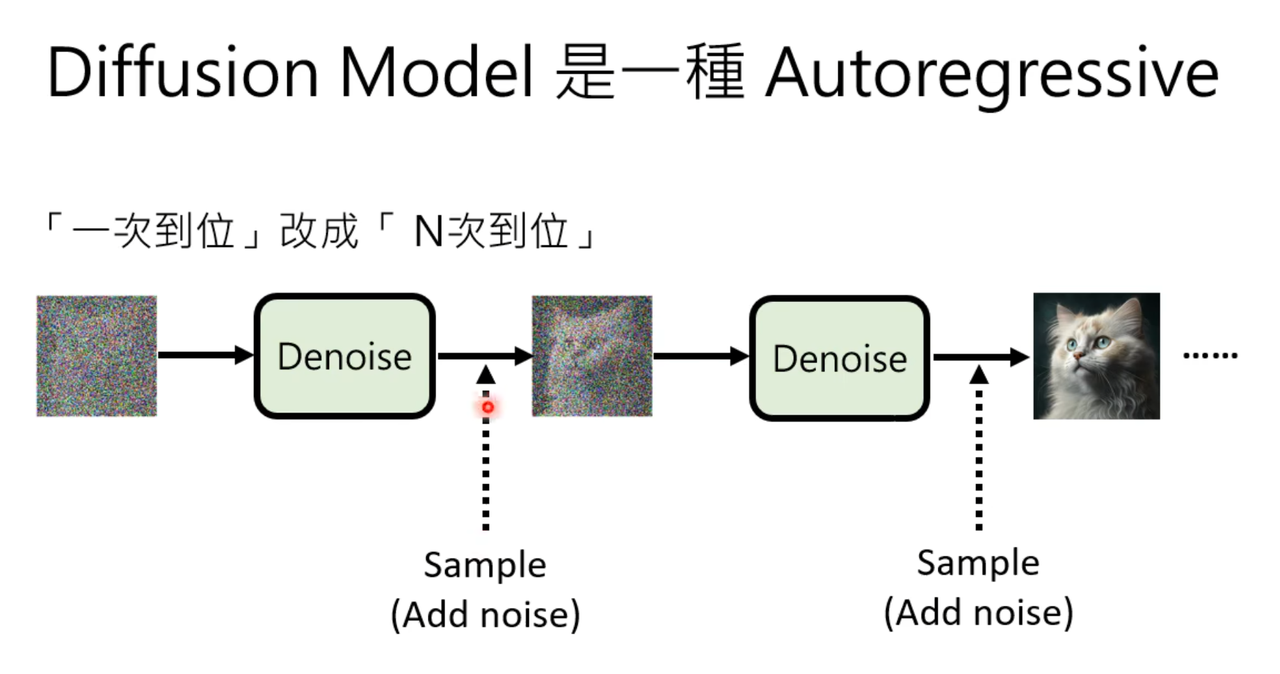 Diffusion Model 是一種 Autoregressive
「一次到位」改成「 N次到位」
Denoise
Denoise
......
Sample
(Add noise)
Sample
(Add noise)